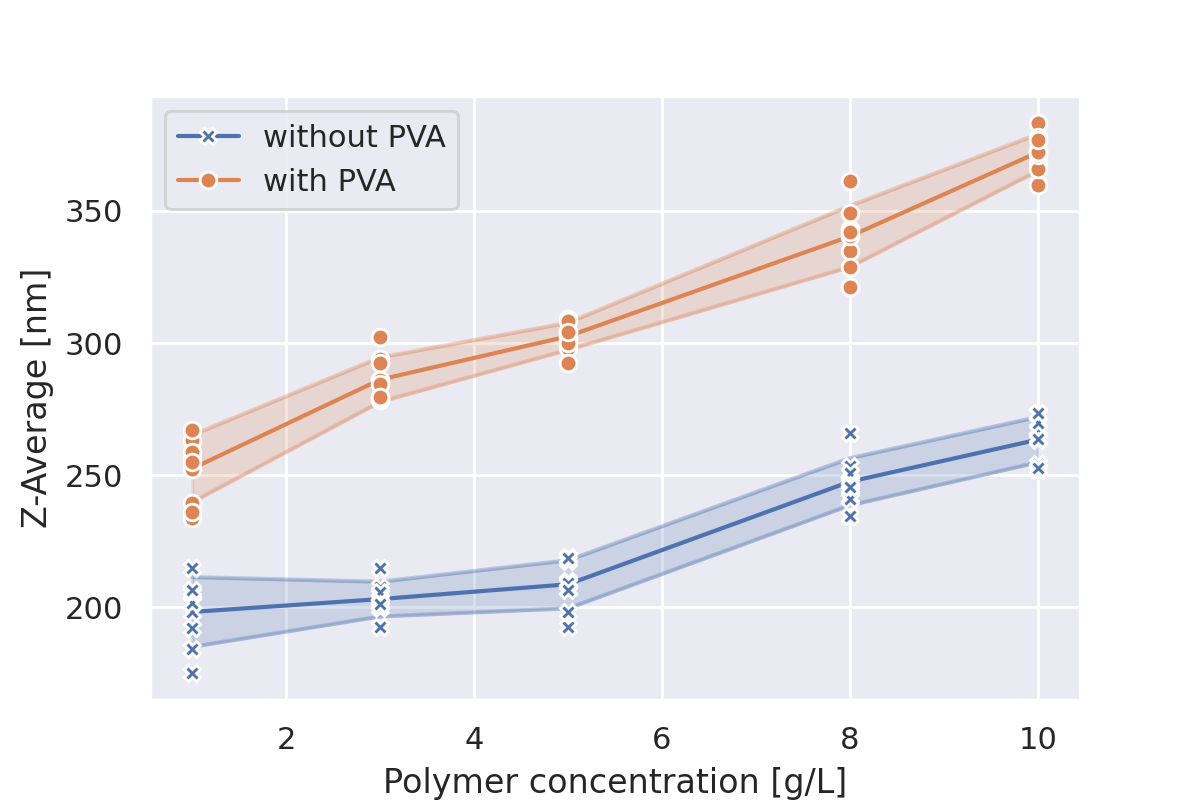 without PVA
with PVA
Z-Average [nm]
350
300
250
200
2 4 6 8 10
Polymer concentration [g/L]